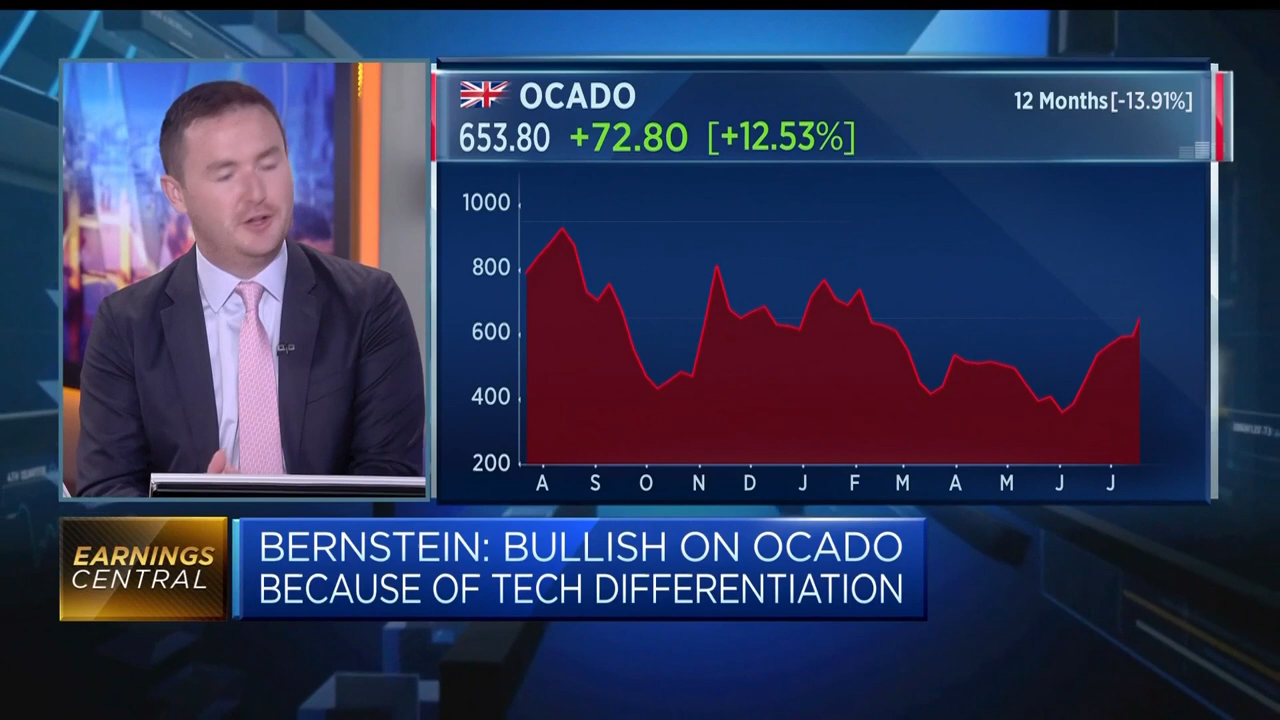 OCADO
12 Months[-13.91%]
653.80 +72.80 [+12.53%]
1000
800
600
400
200
A S O N D J F M A M J J
EARNINGS
CENTRAL
BERNSTEIN: BULLISH ON OCADO
BECAUSE OF TECH DIFFERENTIATION